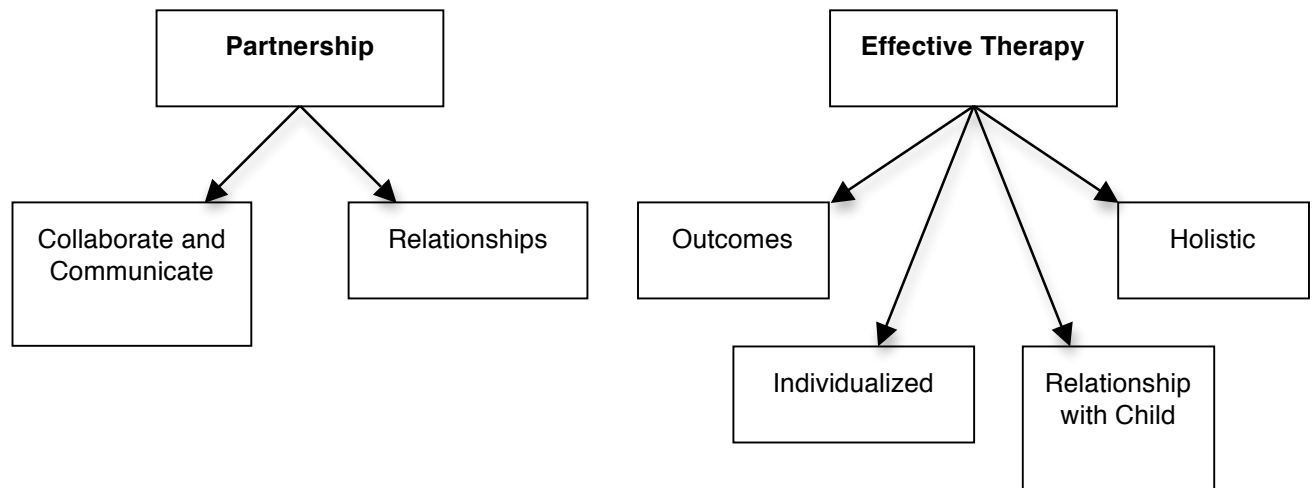 Partnership
Effective Therapy
Collaborate and
Communicate
Relationships
Outcomes
Holistic
Individualized
Relationship
with Child